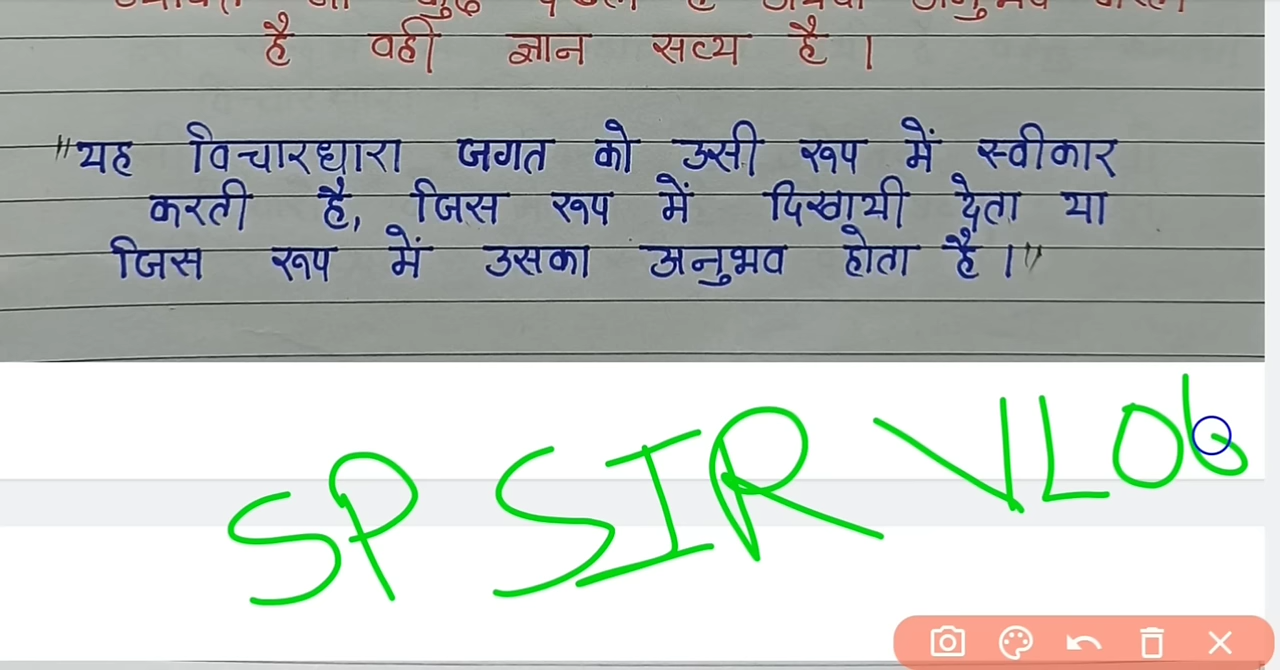 है वही ज्ञान सत्य है।
"यह विचारधारा जगत को उसी रूप में स्वीकार
करती है, जिस रूप में दिखायी देता या
जिस रूप में उसका अनुभव होता है।"
SP SIR VLOG